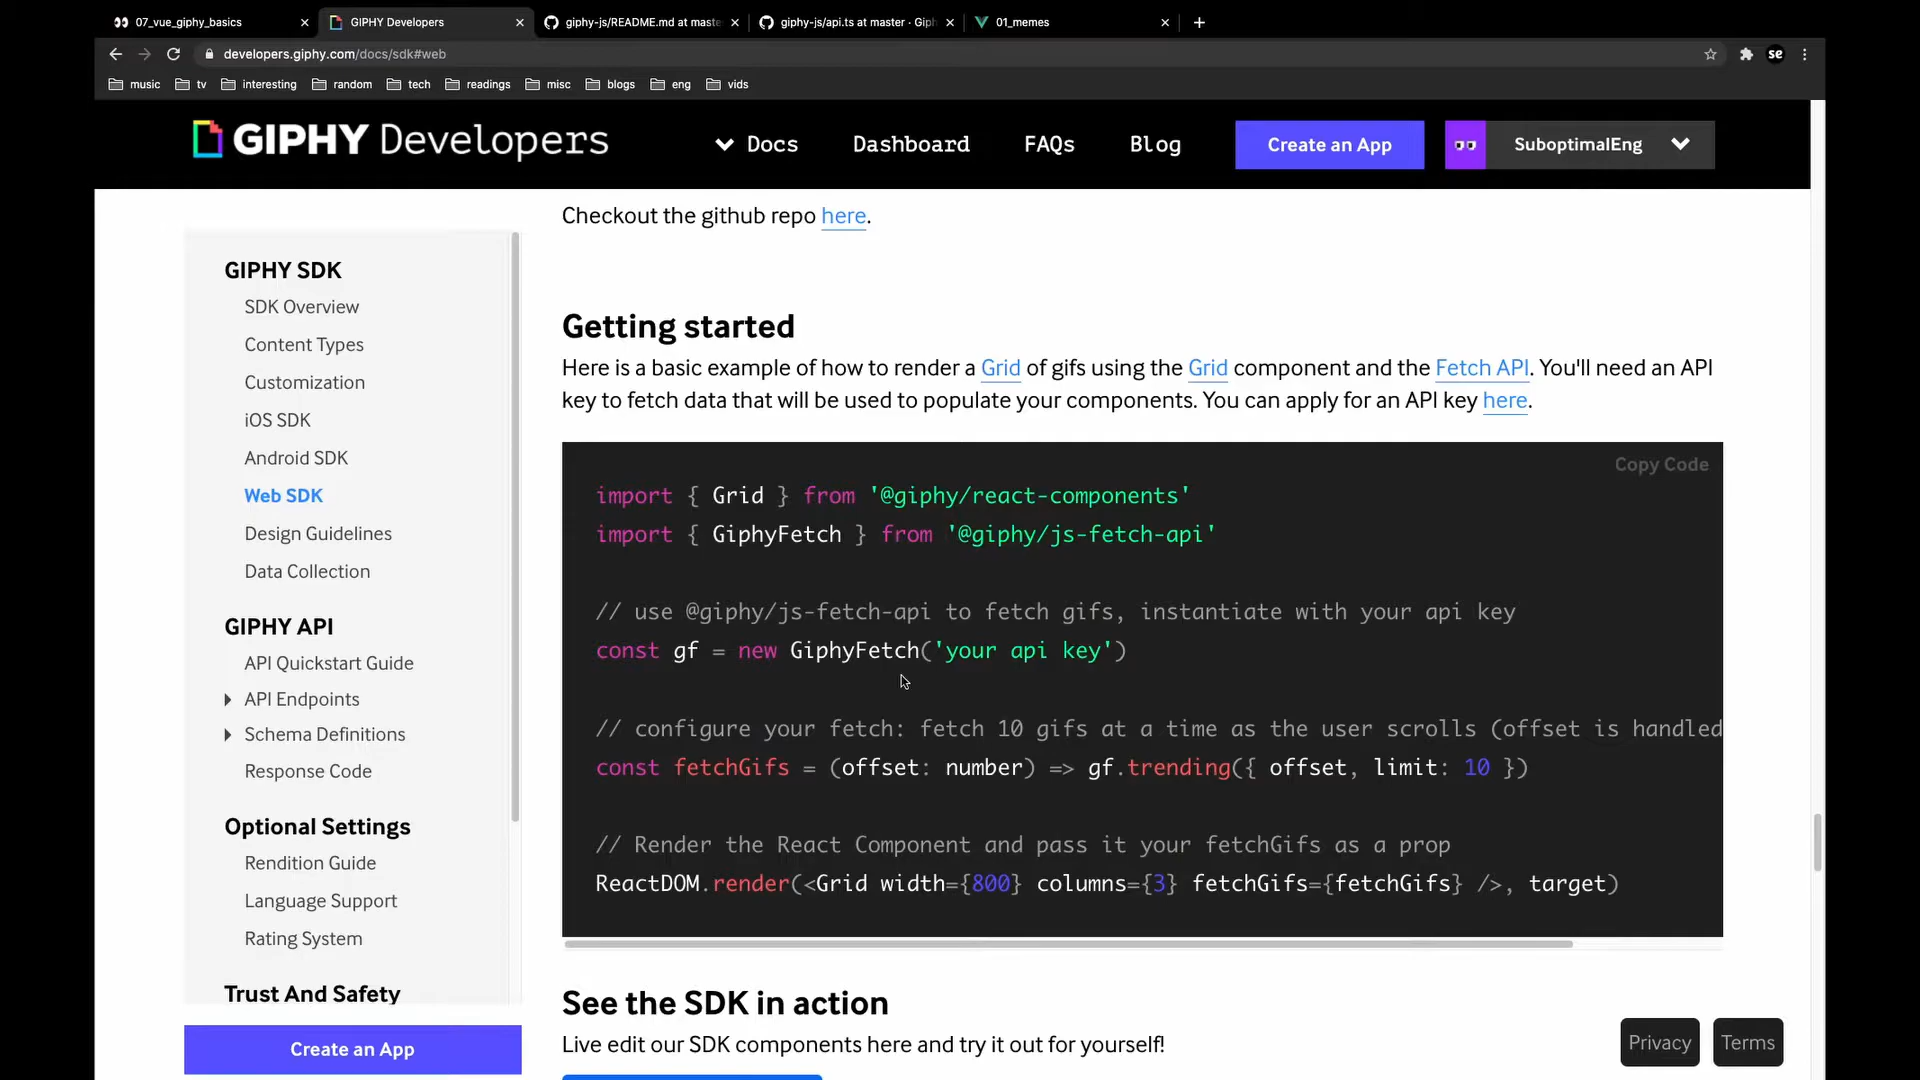 07_vue_giphy_basics
GIPHY Developers
giphy-js/README.md at maste
giphy-js/api.ts at master · Giph
01_memes
developers.giphy.com/docs/sdk#web
se
music
tv
interesting
random
tech
readings
misc
blogs
eng
vids
GIPHY Developers
Docs
Dashboard
FAQs
Blog
Create an App
SuboptimalEng
GIPHY SDK
SDK Overview
Content Types
Customization
iOS SDK
Android SDK
Web SDK
Design Guidelines
Data Collection
GIPHY API
API Quickstart Guide
API Endpoints
Schema Definitions
Response Code
Optional Settings
Rendition Guide
Language Support
Rating System
Trust And Safety
Create an App
Checkout the github repo here.
Getting started
Here is a basic example of how to render a Grid of gifs using the Grid component and the Fetch API. You'll need an API
key to fetch data that will be used to populate your components. You can apply for an API key here.
Copy Code
import { Grid } from '@giphy/react-components'
import { GiphyFetch } from '@giphy/js-fetch-api'
// use @giphy/js-fetch-api to fetch gifs, instantiate with your api key
const gf = new GiphyFetch('your api key')
// configure your fetch: fetch 10 gifs at a time as the user scrolls (offset is handled
const fetchGifs = (offset: number) => gf.trending({ offset, limit: 10 })
// Render the React Component and pass it your fetchGifs as a prop
ReactDOM.render(<Grid width={800} columns={3} fetchGifs={fetchGifs} />, target)
See the SDK in action
Live edit our SDK components here and try it out for yourself!
Privacy
Terms